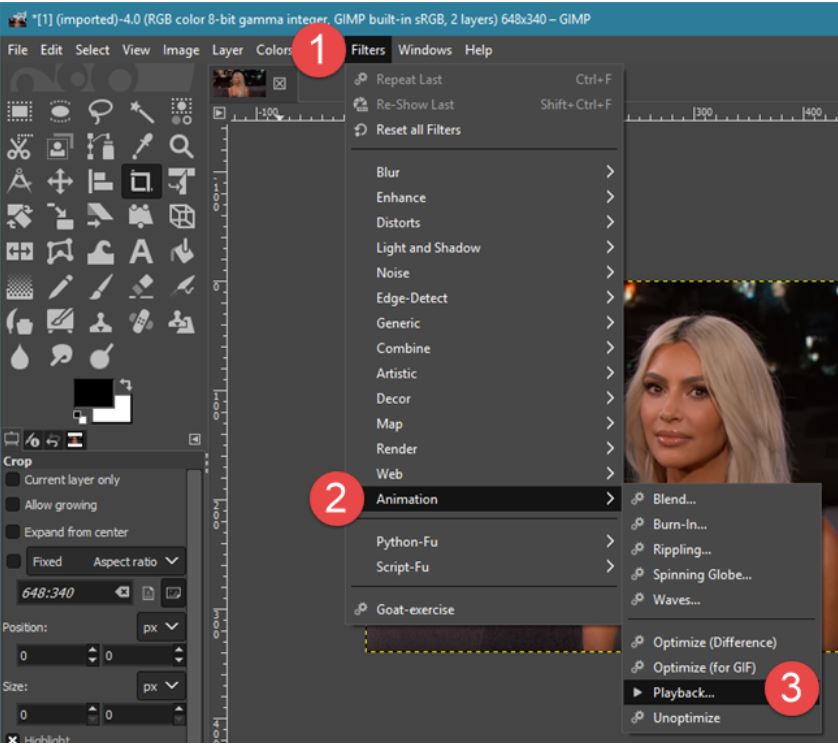 *[1] (imported)-4.0 (RGB color 8-bit gamma integer, GIMP built-in sRGB, 2 layers) 648x340 – GIMP
File Edit Select View Image Layer Colors Filters Windows Help
1
Repeat Last Ctrl+F
Re-Show Last Shift+Ctrl+F
Reset all Filters
-100 300 400
Blur
Enhance
Distorts
Light and Shadow
Noise
Edge-Detect
Generic
Combine
Artistic
Decor
Map
Render
Web
2
Animation
Python-Fu
Script-Fu
Goat-exercise
Blend...
Burn-In...
Rippling...
Spinning Globe...
Waves...
Optimize (Difference)
Optimize (for GIF)
Playback...
3
Unoptimize
-100
0
100
200
300
Crop
Current layer only
Allow growing
Expand from center
Fixed Aspect ratio
648:340
Position: px
0 0
Size: px
0 0
Highlight